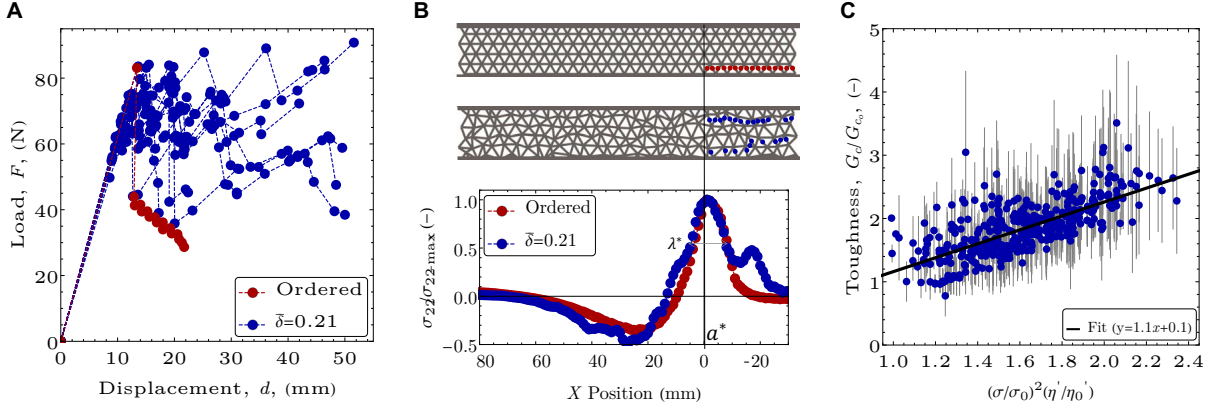 A
Load, F, (N)
80
60
40
20
0
0 10 20 30 40 50
Displacement, d, (mm)
Ordered
δ̄=0.21
B
σ22/σ22-max (−)
1.0
0.5
0.0
−0.5
Ordered
δ̄=0.21
λ*
a*
80 60 40 20 0 -20
X Position (mm)
C
Toughness, Gc/Gc₀, (−)
5
4
3
2
1
0
1.0 1.2 1.4 1.6 1.8 2.0 2.2 2.4
(σ/σ0)²(η'/η0')
Fit (y=1.1x+0.1)